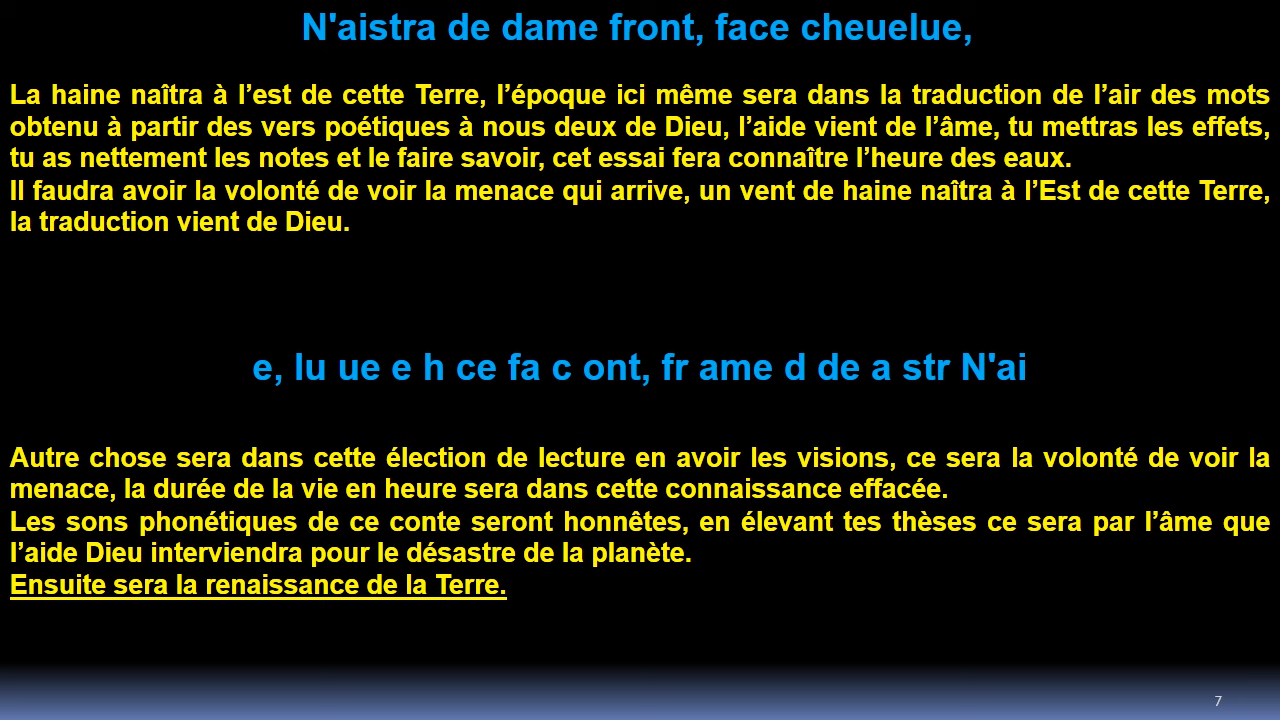 N'aistra de dame front, face cheuelue,
La haine naîtra à l’est de cette Terre, l’époque ici même sera dans la traduction de l’air des mots
obtenu à partir des vers poétiques à nous deux de Dieu, l’aide vient de l’âme, tu mettras les effets,
tu as nettement les notes et le faire savoir, cet essai fera connaître l’heure des eaux.
Il faudra avoir la volonté de voir la menace qui arrive, un vent de haine naîtra à l’Est de cette Terre,
la traduction vient de Dieu.
e, lu ue e h ce fa c ont, fr ame d de a str N'ai
Autre chose sera dans cette élection de lecture en avoir les visions, ce sera la volonté de voir la
menace, la durée de la vie en heure sera dans cette connaissance effacée.
Les sons phonétiques de ce conte seront honnêtes, en élevant tes thèses ce sera par l’âme que
l’aide Dieu interviendra pour le désastre de la planète.
Ensuite sera la renaissance de la Terre.
7